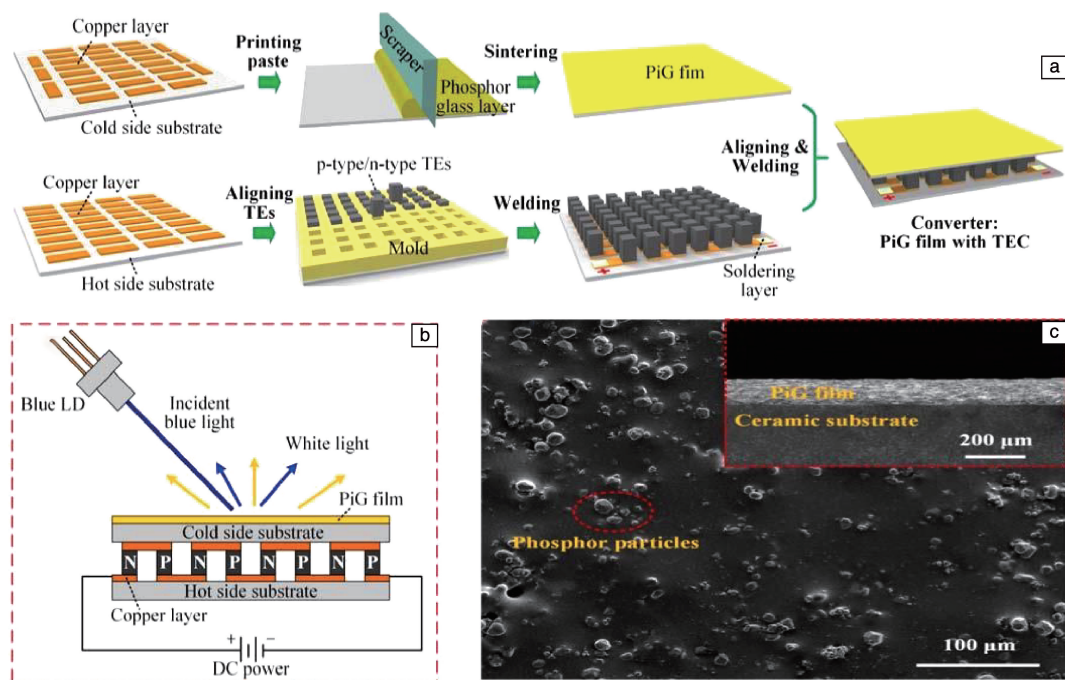 a
Copper layer
Cold side substrate
Printing
paste
Scraper
Phosphor
glass layer
Sintering
PiG fim
Copper layer
Hot side substrate
Aligning
TEs
p-type/n-type TEs
Mold
Welding
+
−
Soldering
layer
Aligning &
Welding
+
−
Converter:
PiG film with TEC
b
Blue LD
Incident
blue light
White light
PiG film
Cold side substrate
N P N P N P N P
Hot side substrate
Copper layer
+ −
DC power
c
PiG film
Ceramic substrate
200 μm
Phosphor particles
100 μm